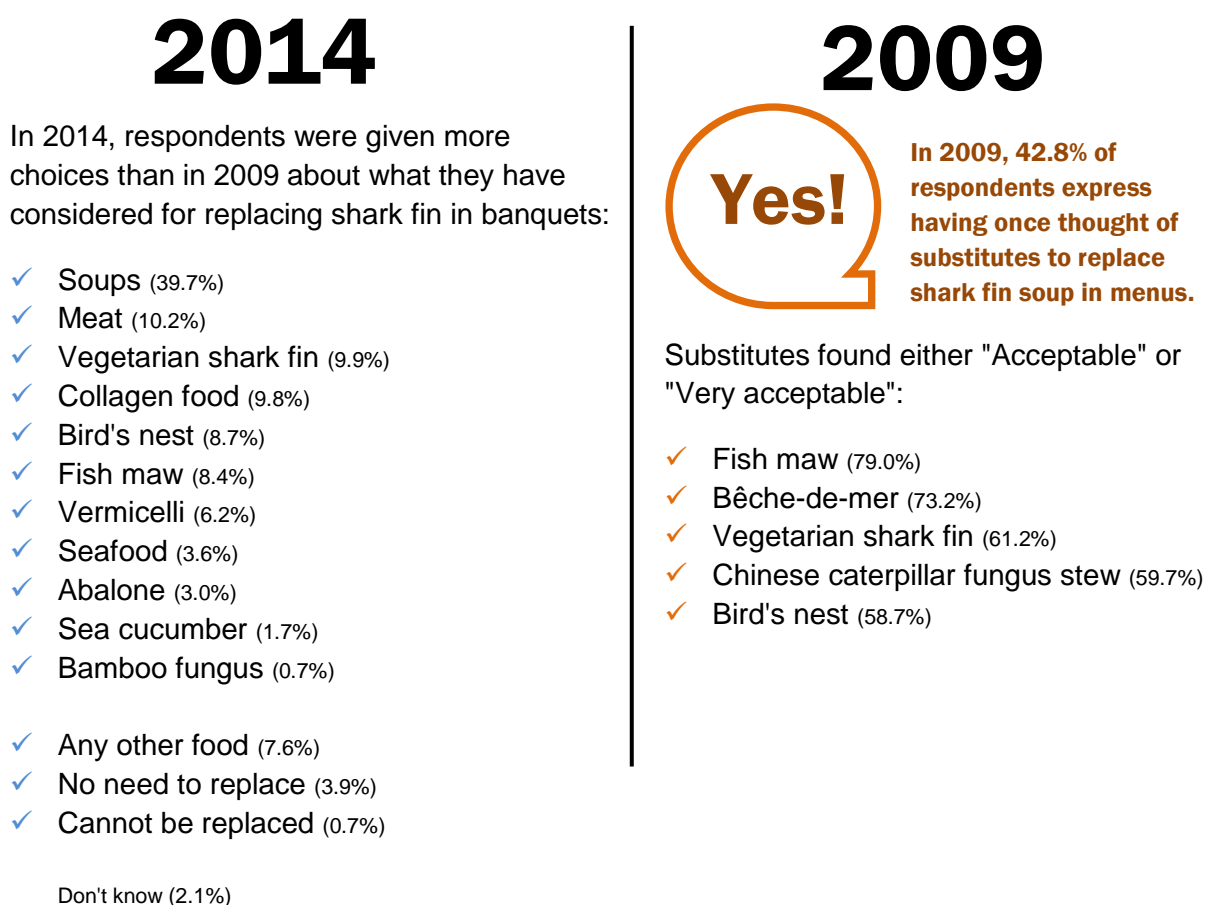 2014
In 2014, respondents were given more
choices than in 2009 about what they have
considered for replacing shark fin in banquets:
✓ Soups (39.7%)
✓ Meat (10.2%)
✓ Vegetarian shark fin (9.9%)
✓ Collagen food (9.8%)
✓ Bird's nest (8.7%)
✓ Fish maw (8.4%)
✓ Vermicelli (6.2%)
✓ Seafood (3.6%)
✓ Abalone (3.0%)
✓ Sea cucumber (1.7%)
✓ Bamboo fungus (0.7%)
✓ Any other food (7.6%)
✓ No need to replace (3.9%)
✓ Cannot be replaced (0.7%)
Don't know (2.1%)
2009
Yes!
In 2009, 42.8% of
respondents express
having once thought of
substitutes to replace
shark fin soup in menus.
Substitutes found either "Acceptable" or
"Very acceptable":
✓ Fish maw (79.0%)
✓ Bêche-de-mer (73.2%)
✓ Vegetarian shark fin (61.2%)
✓ Chinese caterpillar fungus stew (59.7%)
✓ Bird's nest (58.7%)